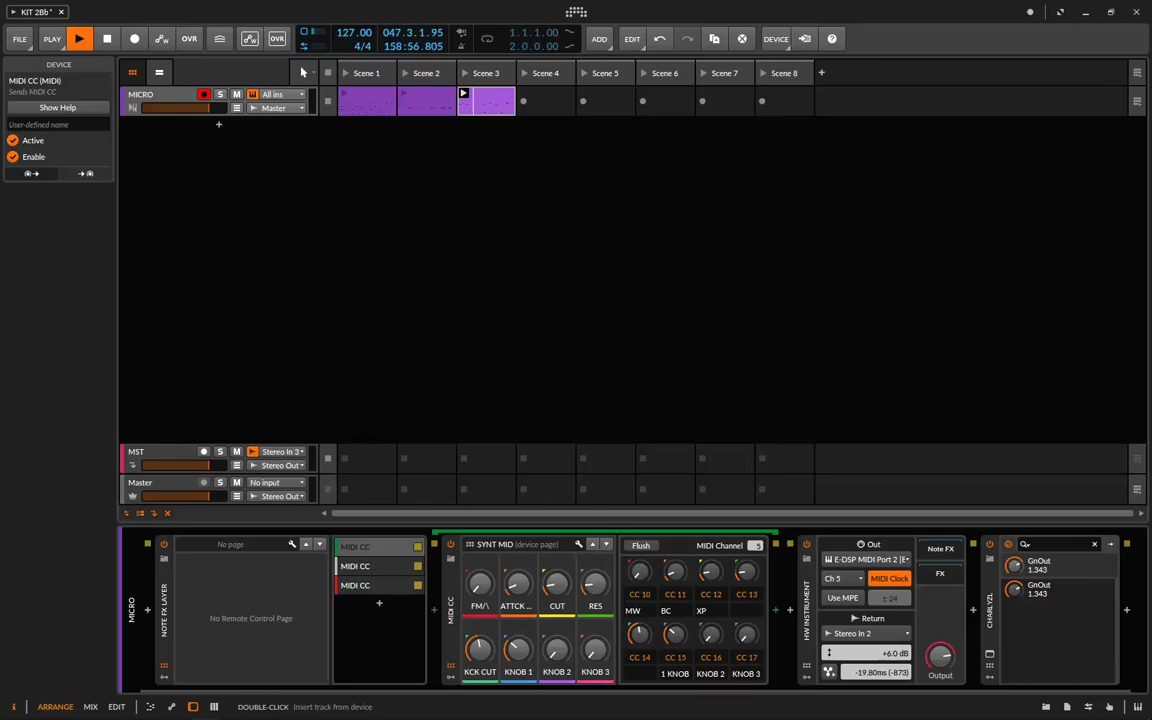 KIT 2Bb*
FILE
PLAY
OVR
OVR
127.00
4/4
047.3.1.95
158:56.805
1.1.1.00
2.0.0.00
ADD
EDIT
DEVICE
DEVICE
MIDI CC (MIDI)
Sends MIDI CC
Show Help
User-defined name
Active
Enable
Scene 1
Scene 2
Scene 3
Scene 4
Scene 5
Scene 6
Scene 7
Scene 8
MICRO
S
M
All ins
Master
MST
S
M
Stereo In 3
Stereo Out
Master
S
M
No input
Stereo Out
MICRO
NOTE FX LAYER
No page
No Remote Control Page
MIDI CC
MIDI CC
MIDI CC
MIDI CC
SYNT MID (device page)
FM/\
ATTCK ...
CUT
RES
KCK CUT
KNOB 1
KNOB 2
KNOB 3
Flush
MIDI Channel
5
CC 10
CC 11
CC 12
CC 13
MW
BC
XP
CC 14
CC 15
CC 16
CC 17
1 KNOB
KNOB 2
KNOB 3
HW INSTRUMENT
Out
E-DSP MIDI Port 2 [E
Ch 5
MIDI Clock
Use MPE
± 24
Return
Stereo In 2
+6.0 dB
-19.80ms (-873)
Note FX
FX
Output
CHARLYZL
GnOut
1.343
GnOut
1.343
i
ARRANGE
MIX
EDIT
DOUBLE-CLICK
Insert track from device